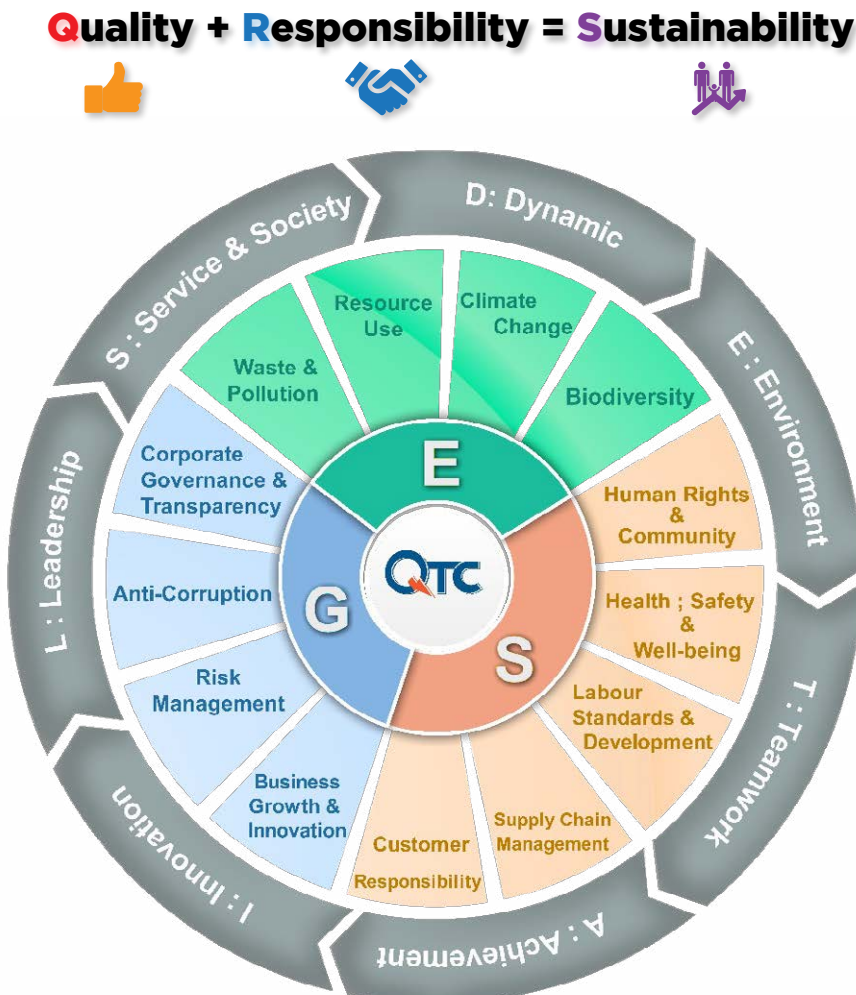 Quality + Responsibility = Sustainability
D: Dynamic
E : Environment
T: Teamwork
A : Achievement
I : Innovation
L : Leadership
S : Service & Society
Resource
Use
Climate
Change
Biodiversity
Waste &
Pollution
Human Rights
&
Community
Health ; Safety
&
Well-being
Labour
Standards &
Development
Supply Chain
Management
Customer
Responsibility
Business
Growth &
Innovation
Risk
Management
Anti-Corruption
Corporate
Governance &
Transparency
E
S
G
QTC